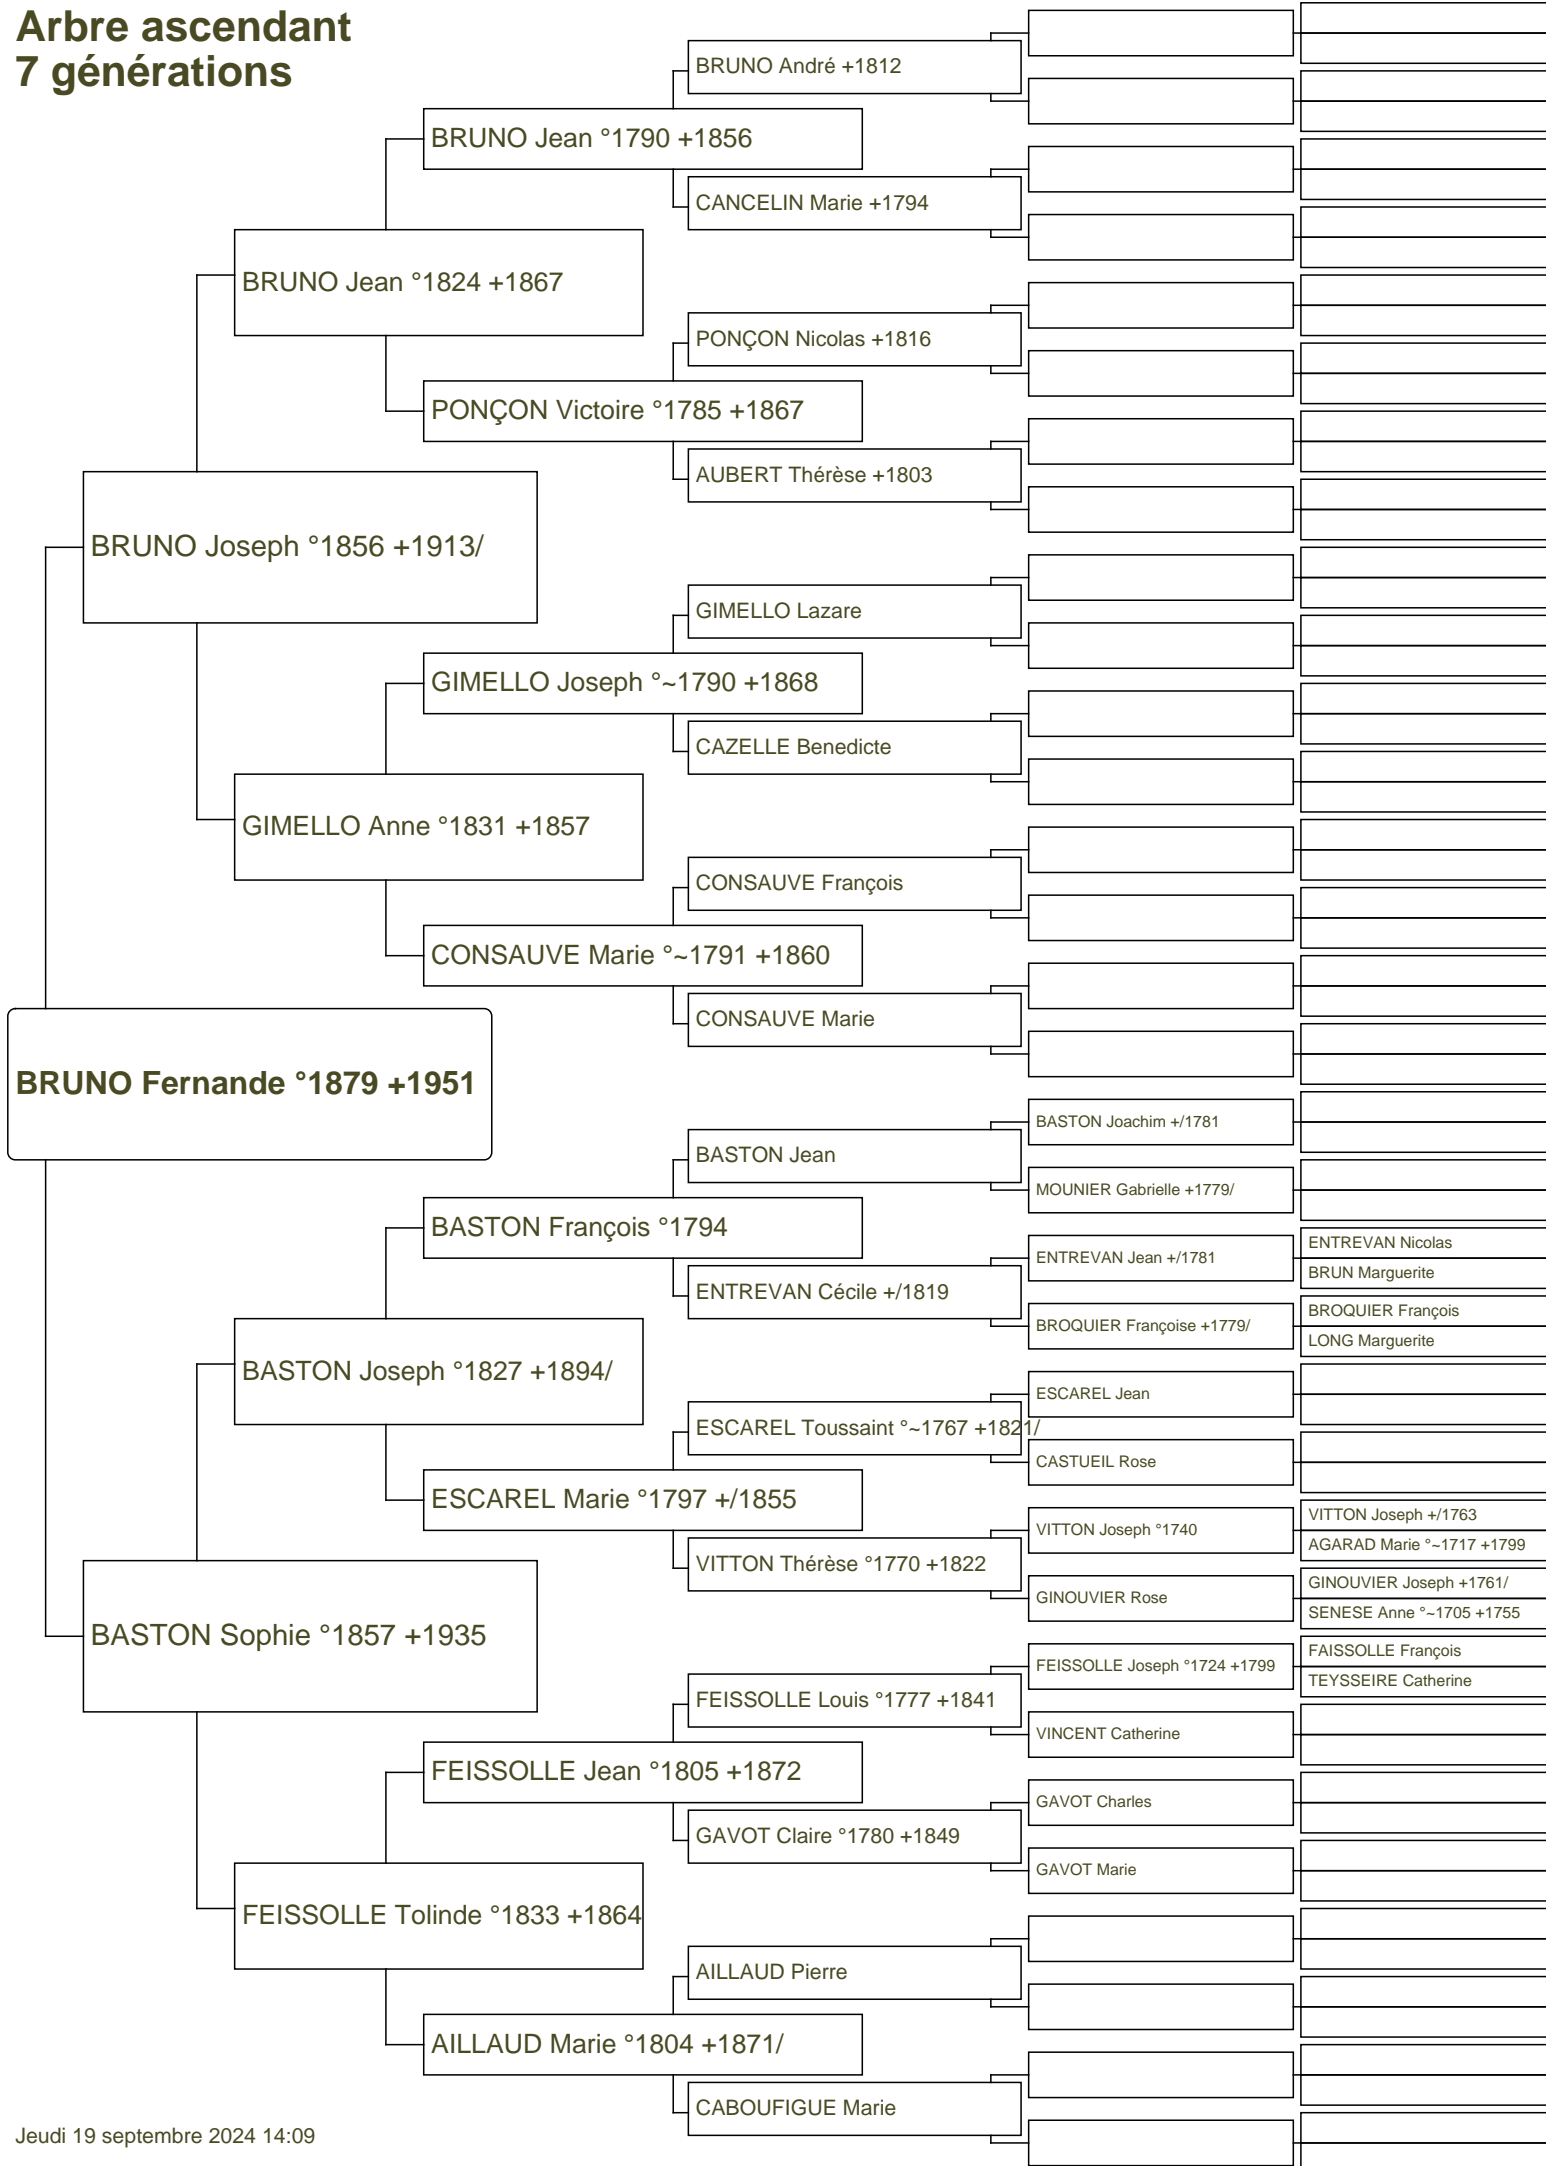 Arbre ascendant
7 générations
BRUNO André +1812
BRUNO Jean °1790 +1856
CANCELIN Marie +1794
BRUNO Jean °1824 +1867
PONÇON Nicolas +1816
PONÇON Victoire °1785 +1867
AUBERT Thérèse +1803
BRUNO Joseph °1856 +1913/
GIMELLO Lazare
GIMELLO Joseph °~1790 +1868
CAZELLE Benedicte
GIMELLO Anne °1831 +1857
CONSAUVE François
CONSAUVE Marie °~1791 +1860
CONSAUVE Marie
BRUNO Fernande °1879 +1951
BASTON Joachim +/1781
BASTON Jean
MOUNIER Gabrielle +1779/
BASTON François °1794
ENTREVAN Nicolas
ENTREVAN Jean +/1781
BRUN Marguerite
ENTREVAN Cécile +/1819
BROQUIER François
BROQUIER Françoise +1779/
LONG Marguerite
BASTON Joseph °1827 +1894/
ESCAREL Jean
ESCAREL Toussaint °~1767 +1821/
CASTUEIL Rose
ESCAREL Marie °1797 +/1855
VITTON Joseph +/1763
VITTON Joseph °1740
AGARAD Marie °~1717 +1799
VITTON Thérèse °1770 +1822
GINOUVIER Joseph +1761/
GINOUVIER Rose
SENESE Anne °~1705 +1755
BASTON Sophie °1857 +1935
FAISSOLLE François
FEISSOLLE Joseph °1724 +1799
TEYSSEIRE Catherine
FEISSOLLE Louis °1777 +1841
VINCENT Catherine
FEISSOLLE Jean °1805 +1872
GAVOT Charles
GAVOT Claire °1780 +1849
GAVOT Marie
FEISSOLLE Tolinde °1833 +1864
AILLAUD Pierre
AILLAUD Marie °1804 +1871/
CABOUFIGUE Marie
Jeudi 19 septembre 2024 14:09